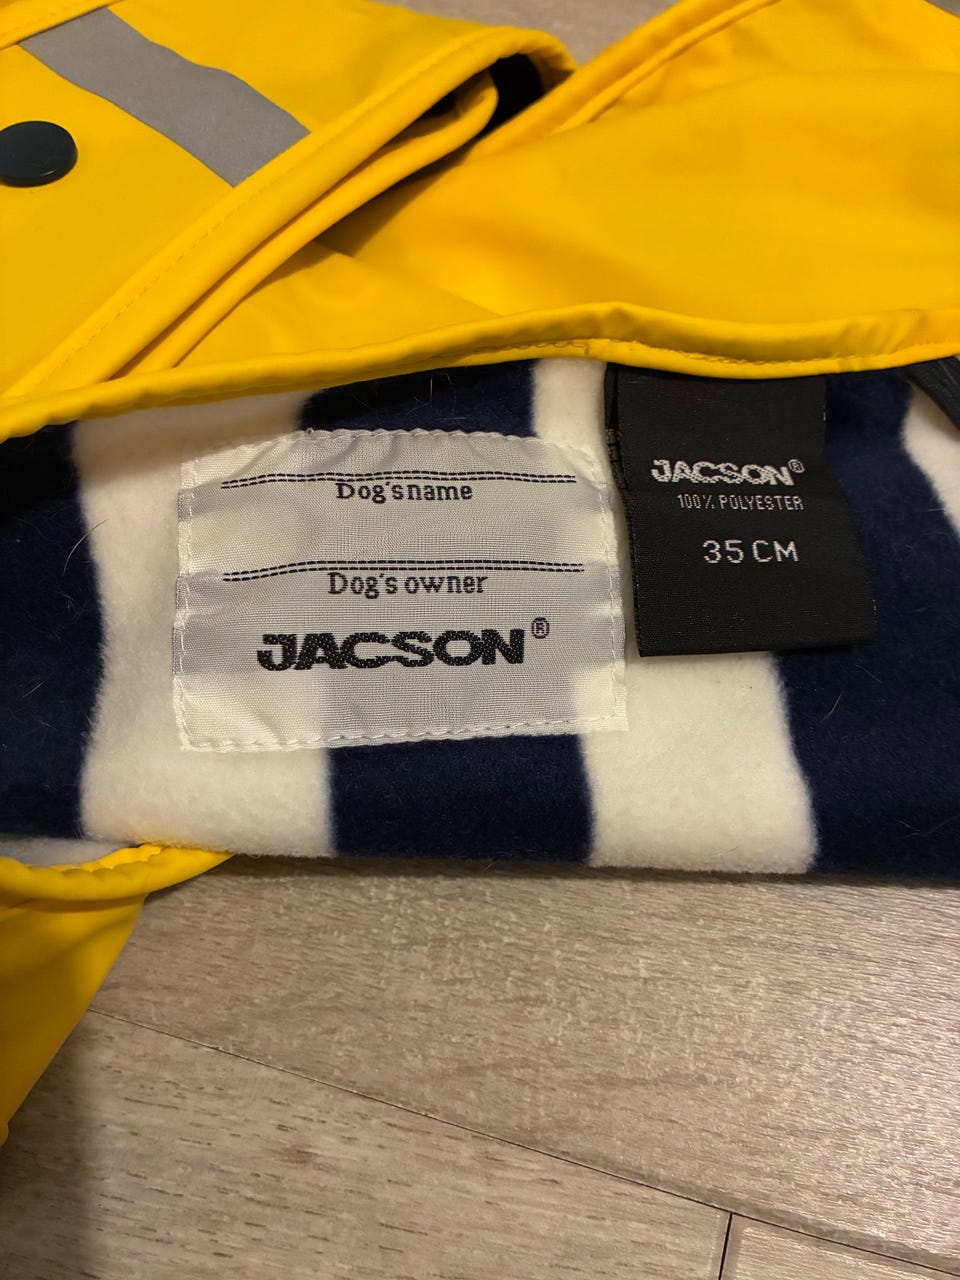 Dog's name
Dog's owner
JACSON®
JACSON®
100% POLYESTER
35 CM